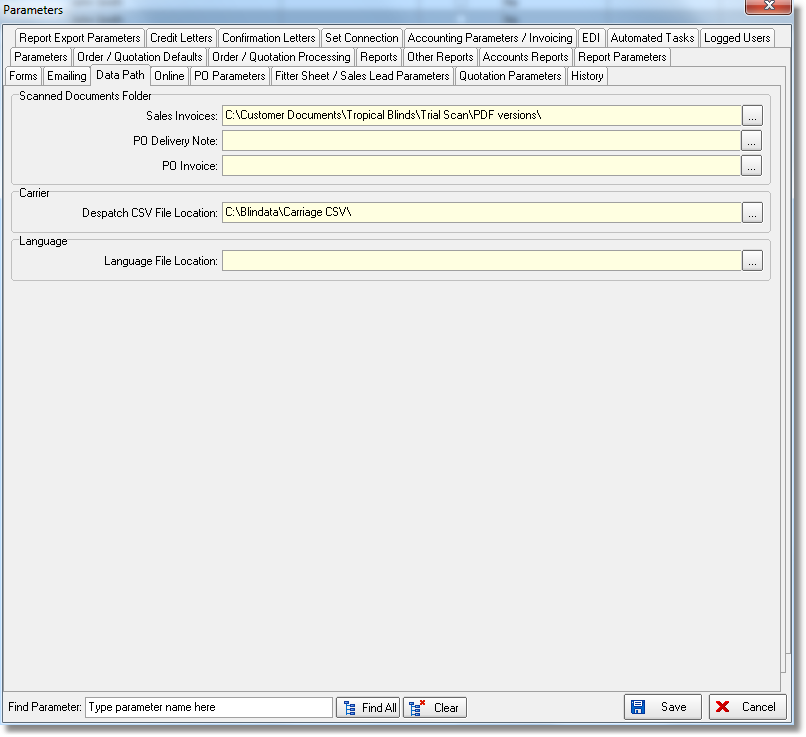 Parameters
Report Export Parameters Credit Letters Confirmation Letters Set Connection Accounting Parameters / Invoicing EDI Automated Tasks Logged Users
Parameters Order / Quotation Defaults Order / Quotation Processing Reports Other Reports Accounts Reports Report Parameters
Forms Emailing Data Path Online PO Parameters Fitter Sheet / Sales Lead Parameters Quotation Parameters History
Scanned Documents Folder
Sales Invoices: C:\Customer Documents\Tropical Blinds\Trial Scan\PDF versions\ ...
PO Delivery Note: ...
PO Invoice: ...
Carrier
Despatch CSV File Location: C:\Blindata\Carriage CSV\ ...
Language
Language File Location: ...
Find Parameter: Type parameter name here Find All Clear Save Cancel